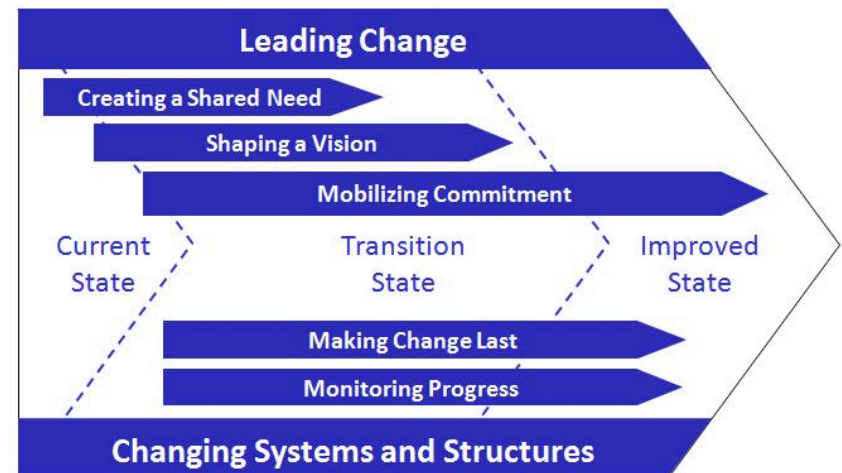 Leading Change
Creating a Shared Need
Shaping a Vision
Mobilizing Commitment
Current
State
Transition
State
Improved
State
Making Change Last
Monitoring Progress
Changing Systems and Structures